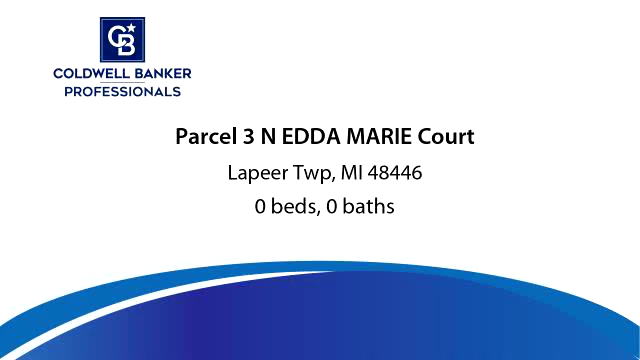 CB
COLDWELL BANKER
PROFESSIONALS
Parcel 3 N EDDA MARIE Court
Lapeer Twp, MI 48446
0 beds, 0 baths